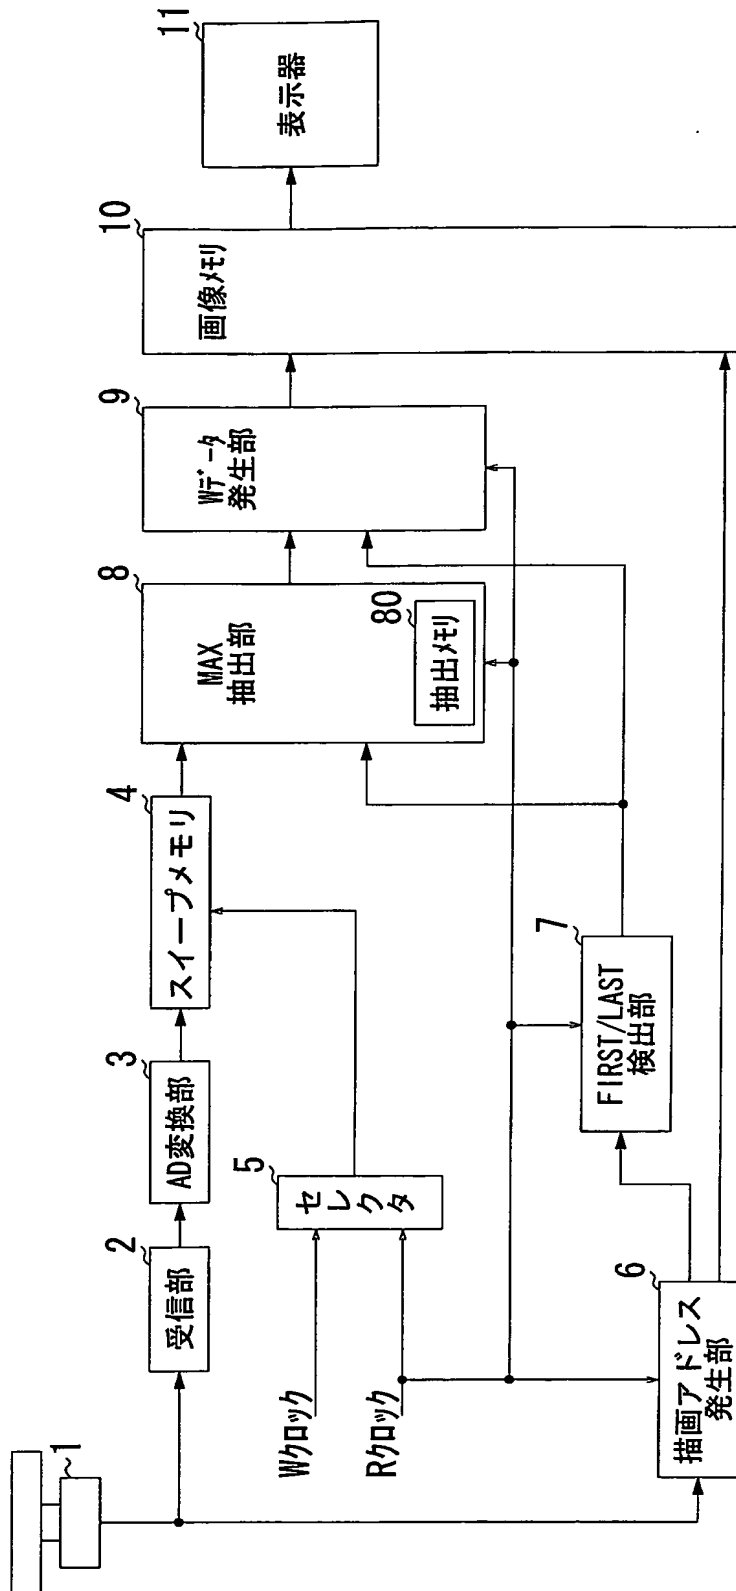 1
2
受信部
3
AD変換部
4
スイープメモリ
5
セレクタ
Wクロック
Rクロック
6
描画アドレス
発生部
7
FIRST/LAST
検出部
8
MAX
抽出部
80
抽出メモリ
9
Wデータ
発生部
10
画像メモリ
11
表示器